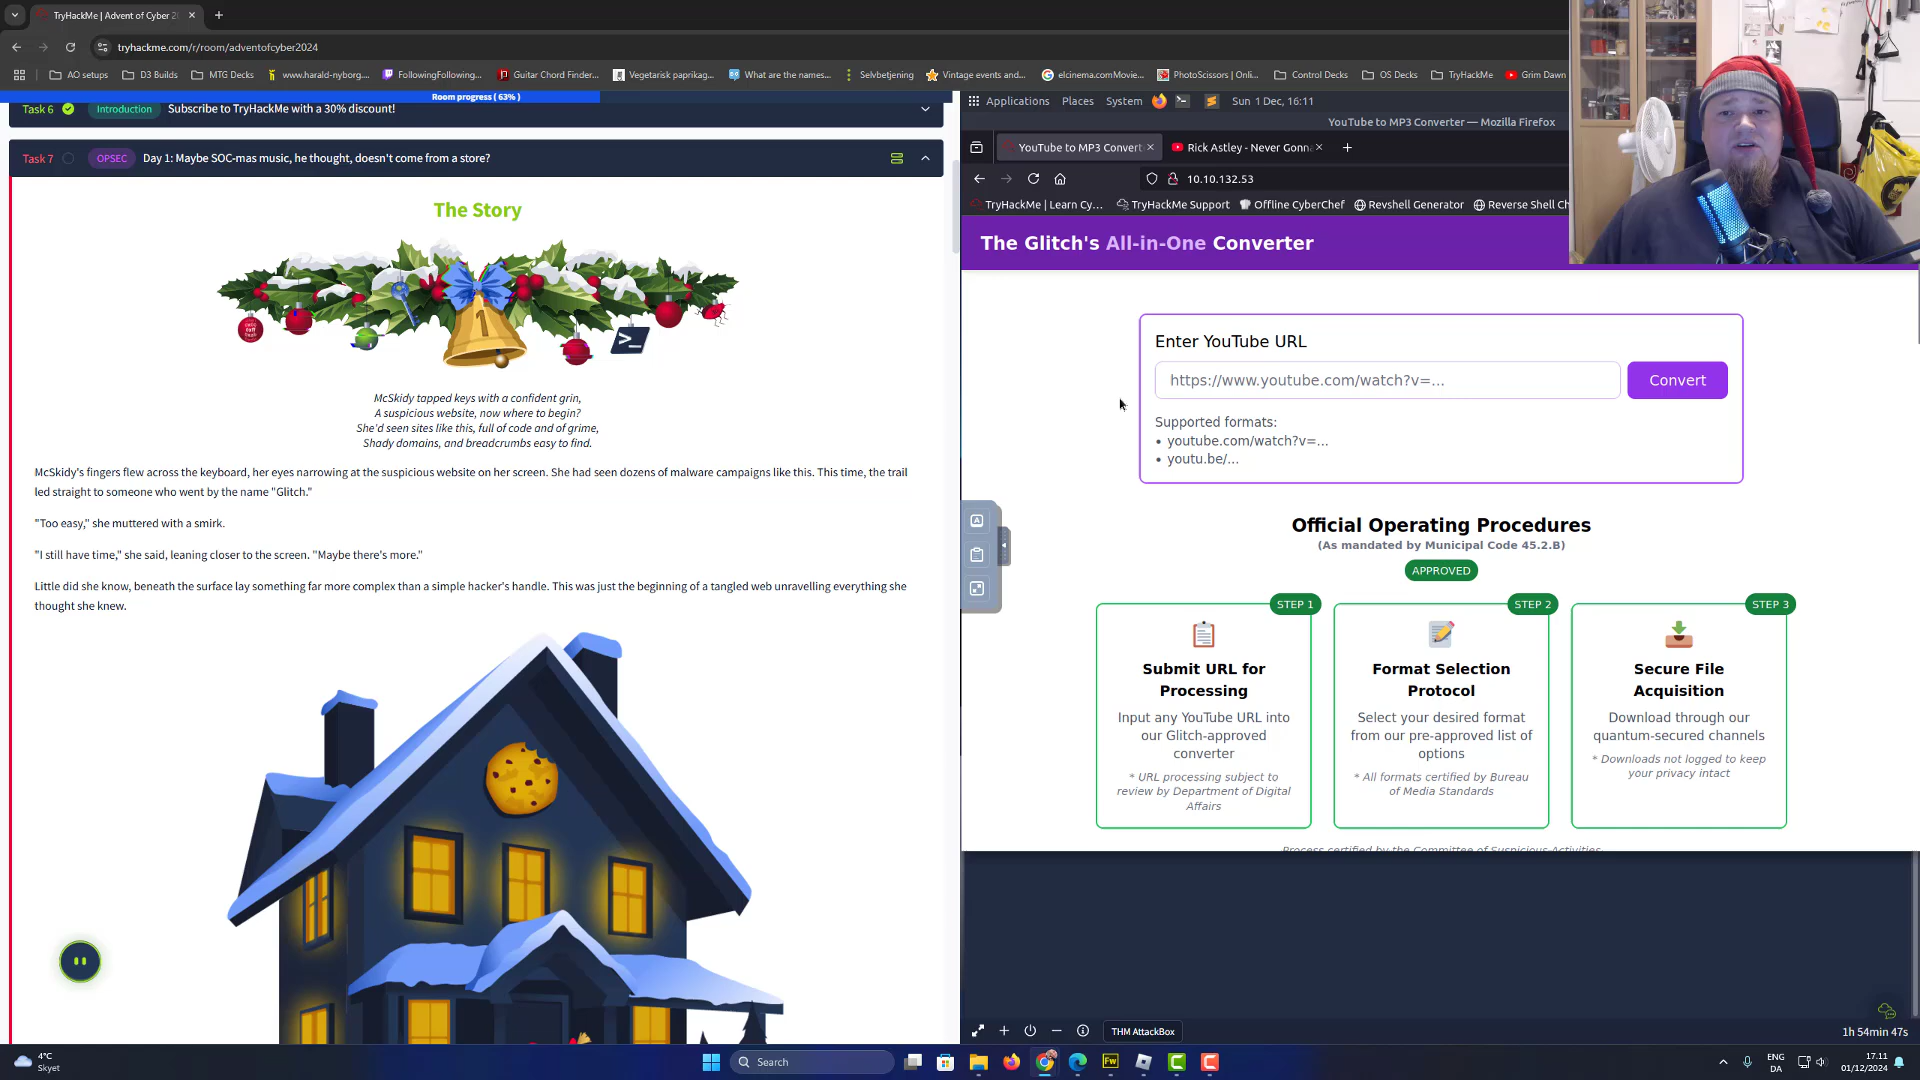 TryHackMe | Advent of Cyber 2
tryhackme.com/r/room/adventofcyber2024
AO setups
D3 Builds
MTG Decks
www.harald-nyborg....
FollowingFollowing...
Guitar Chord Finder...
Vegetarisk paprikag...
What are the names...
Selvbetjening
Vintage events and...
elcinema.comMovie...
PhotoScissors | Onli...
Control Decks
OS Decks
TryHackMe
Grim Dawn
Room progress ( 63% )
Task 6
Introduction
Subscribe to TryHackMe with a 30% discount!
Task 7
OPSEC
Day 1: Maybe SOC-mas music, he thought, doesn't come from a store?
The Story
1
>_
McSkidy tapped keys with a confident grin,
A suspicious website, now where to begin?
She'd seen sites like this, full of code and of grime,
Shady domains, and breadcrumbs easy to find.
McSkidy's fingers flew across the keyboard, her eyes narrowing at the suspicious website on her screen. She had seen dozens of malware campaigns like this. This time, the trail
led straight to someone who went by the name "Glitch."
"Too easy," she muttered with a smirk.
"I still have time," she said, leaning closer to the screen. "Maybe there's more."
Little did she know, beneath the surface lay something far more complex than a simple hacker's handle. This was just the beginning of a tangled web unravelling everything she
thought she knew.
Applications
Places
System
Sun 1 Dec, 16:11
YouTube to MP3 Converter — Mozilla Firefox
YouTube to MP3 Convert
Rick Astley - Never Gonn
10.10.132.53
TryHackMe | Learn Cy...
TryHackMe Support
Offline CyberChef
Revshell Generator
Reverse Shell Ch
The Glitch's All-in-One Converter
Enter YouTube URL
https://www.youtube.com/watch?v=...
Convert
Supported formats:
• youtube.com/watch?v=...
• youtu.be/...
Official Operating Procedures
(As mandated by Municipal Code 45.2.B)
APPROVED
STEP 1
Submit URL for
Processing
Input any YouTube URL into
our Glitch-approved
converter
* URL processing subject to
review by Department of Digital
Affairs
STEP 2
Format Selection
Protocol
Select your desired format
from our pre-approved list of
options
* All formats certified by Bureau
of Media Standards
STEP 3
Secure File
Acquisition
Download through our
quantum-secured channels
* Downloads not logged to keep
your privacy intact
Process certified by the Committee of Suspicious Activities
THM AttackBox
1h 54min 47s
4°C
Skyet
Search
Fw
ENG
DA
17.11
01/12/2024